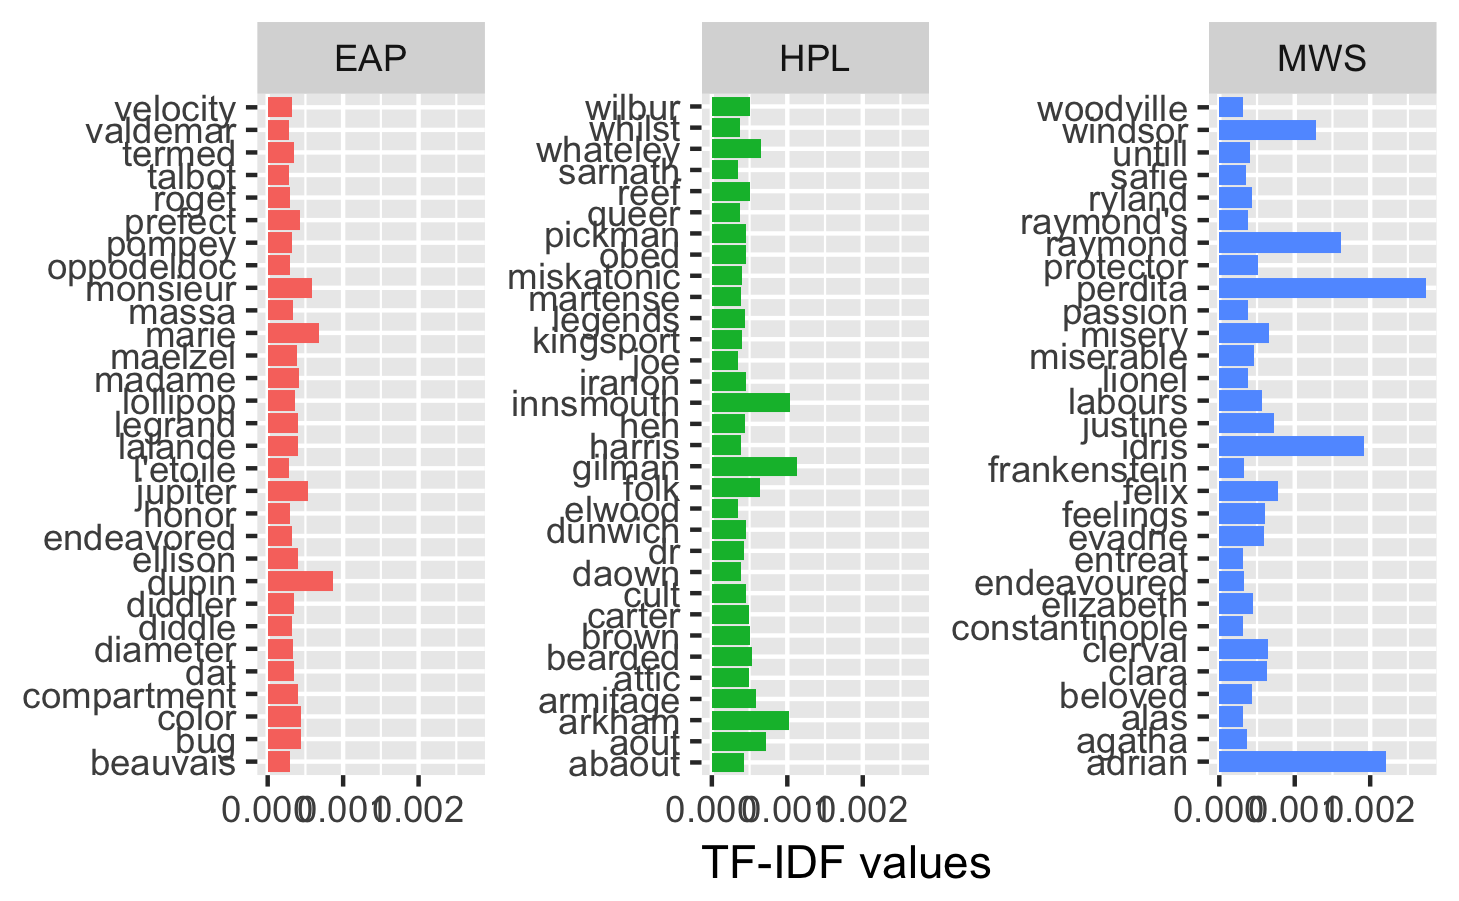 EAP
velocity
valdemar
termed
talbot
rogêt
prefect
pompey
oppodeldoc
monsieur
massa
marie
maelzel
madame
lollipop
legrand
lalande
l'etoile
jupiter
honor
endeavored
ellison
dupin
diddler
diddle
diameter
dat
compartment
color
bug
beauvais
0.000 0.001 0.002
HPL
wilbur
whilst
whateley
sarnath
reef
queer
pickman
obed
miskatonic
martense
legends
kingsport
joe
iranon
innsmouth
heh
harris
gilman
folk
elwood
dunwich
dr
daown
cult
carter
brown
bearded
attic
armitage
arkham
aout
abaout
0.000 0.001 0.002
MWS
woodville
windsor
untill
safie
ryland
raymond's
raymond
protector
perdita
passion
misery
miserable
lionel
labours
justine
idris
frankenstein
felix
feelings
evadne
entreat
endeavoured
elizabeth
constantinople
clerval
clara
beloved
alas
agatha
adrian
0.000 0.001 0.002
TF-IDF values